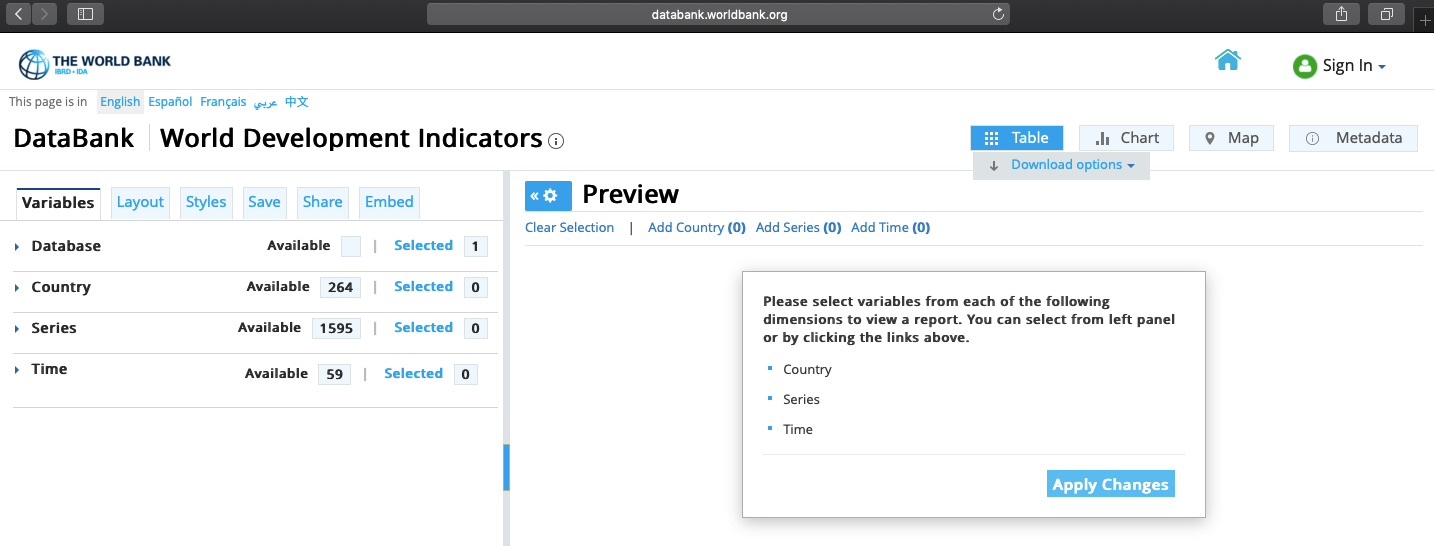 databank.worldbank.org
THE WORLD BANK
IBRD • IDA
Sign In
This page is in English Español Français عربي 中文
DataBank World Development Indicators
Table Chart Map Metadata
Download options
Variables Layout Styles Save Share Embed
Database Available | Selected 1
Country Available 264 | Selected 0
Series Available 1595 | Selected 0
Time Available 59 | Selected 0
« Preview
Clear Selection | Add Country (0) Add Series (0) Add Time (0)
Please select variables from each of the following
dimensions to view a report. You can select from left panel
or by clicking the links above.
Country
Series
Time
Apply Changes